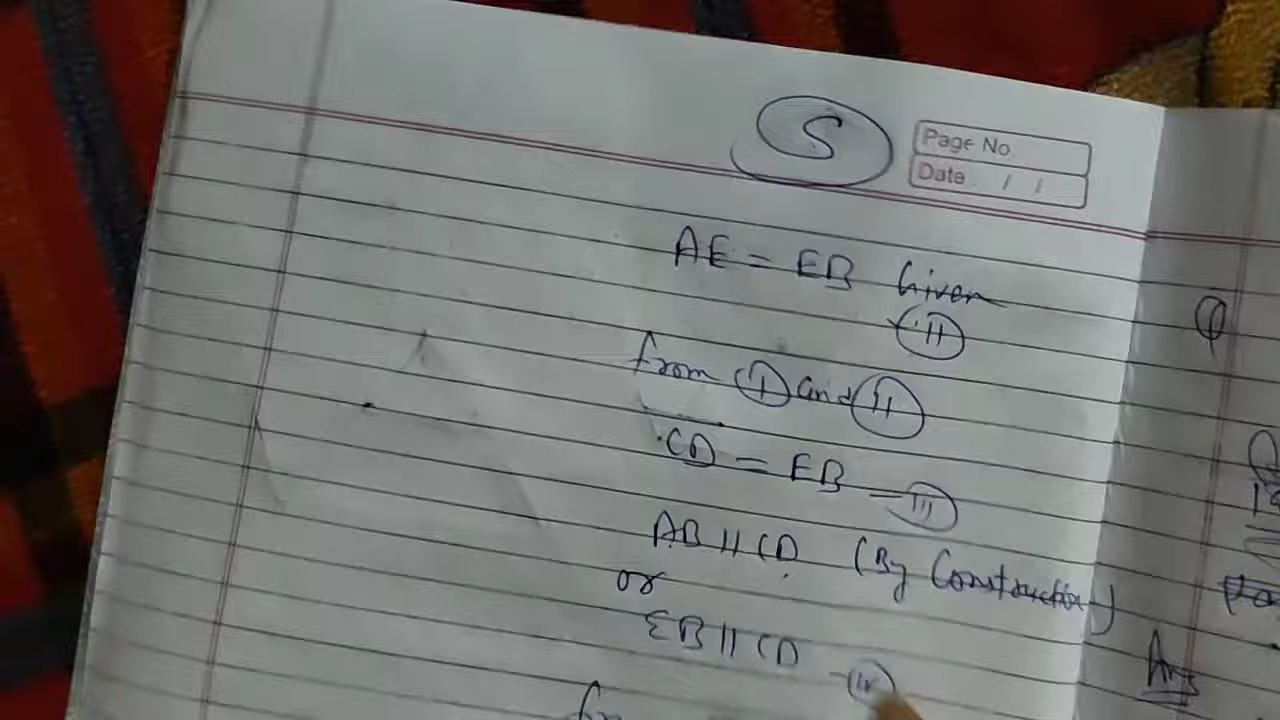 S
Page No.
Date / /
AE = EB Given
II
from I and II
CD = EB - III
AB || CD (By Construction)
or
EB || CD
IV
Ans